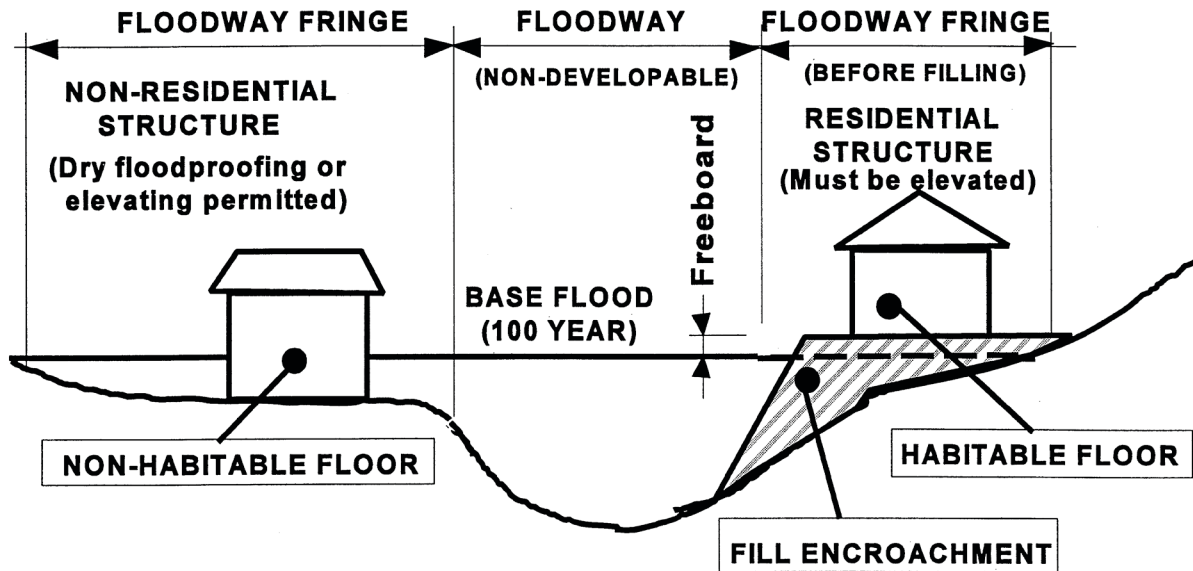 FLOODWAY FRINGE
FLOODWAY
FLOODWAY FRINGE
(NON-DEVELOPABLE)
(BEFORE FILLING)
NON-RESIDENTIAL
STRUCTURE
(Dry floodproofing or
elevating permitted)
Freeboard
RESIDENTIAL
STRUCTURE
(Must be elevated)
BASE FLOOD
(100 YEAR)
NON-HABITABLE FLOOR
HABITABLE FLOOR
FILL ENCROACHMENT